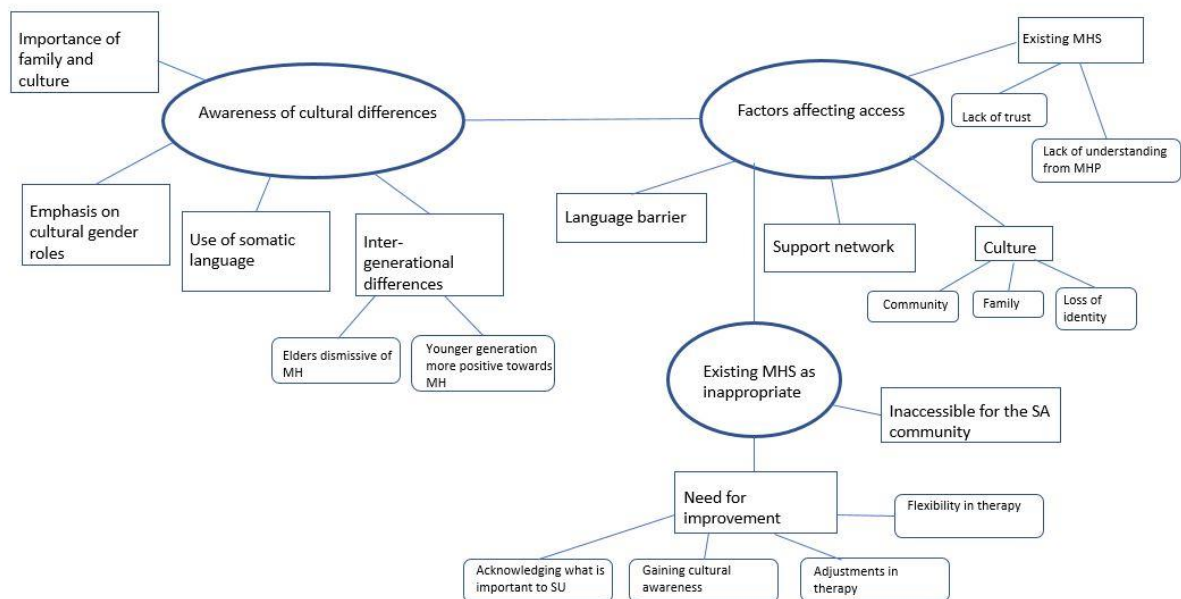 Importance of
family and
culture
Awareness of cultural differences
Emphasis on
cultural gender
roles
Use of somatic
language
Inter-
generational
differences
Elders dismissive of
MH
Younger generation
more positive towards
MH
Factors affecting access
Existing MHS
Lack of trust
Lack of understanding
from MHP
Language barrier
Support network
Culture
Community
Family
Loss of
identity
Existing MHS as
inappropriate
Inaccessible for the SA
community
Need for
improvement
Flexibility in therapy
Acknowledging what is
important to SU
Gaining cultural
awareness
Adjustments in
therapy